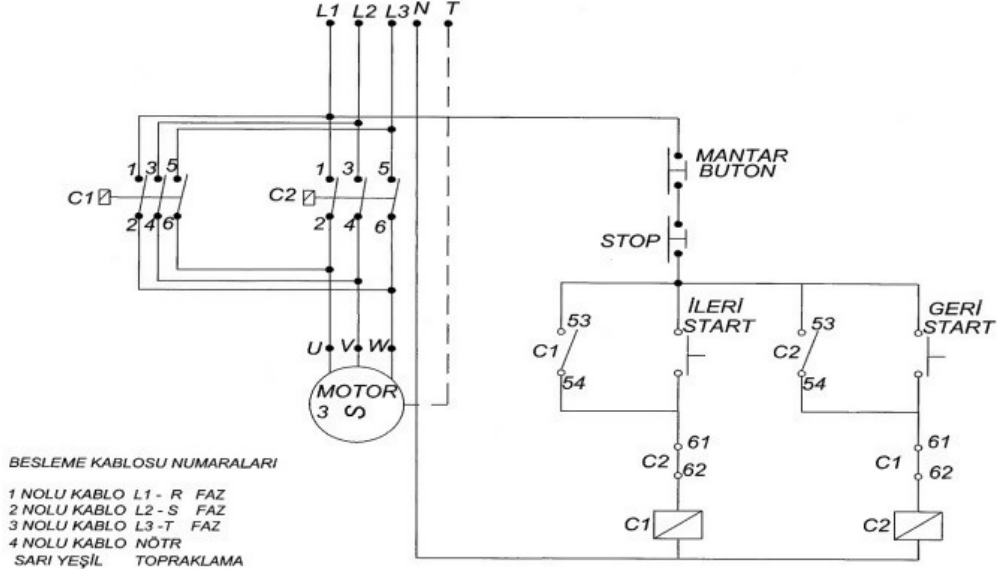 L1 L2 L3 N T
1 3 5
C1
2 4 6
1 3 5
C2
2 4 6
U V W
MOTOR
3
MANTAR
BUTON
STOP
İLERİ
START
GERİ
START
53
C1
54
53
C2
54
61
C2
62
61
C1
62
C1
C2
BESLEME KABLOSU NUMARALARI
1 NOLU KABLO L1 - R FAZ
2 NOLU KABLO L2 - S FAZ
3 NOLU KABLO L3 -T FAZ
4 NOLU KABLO NÖTR
SARI YEŞİL TOPRAKLAMA